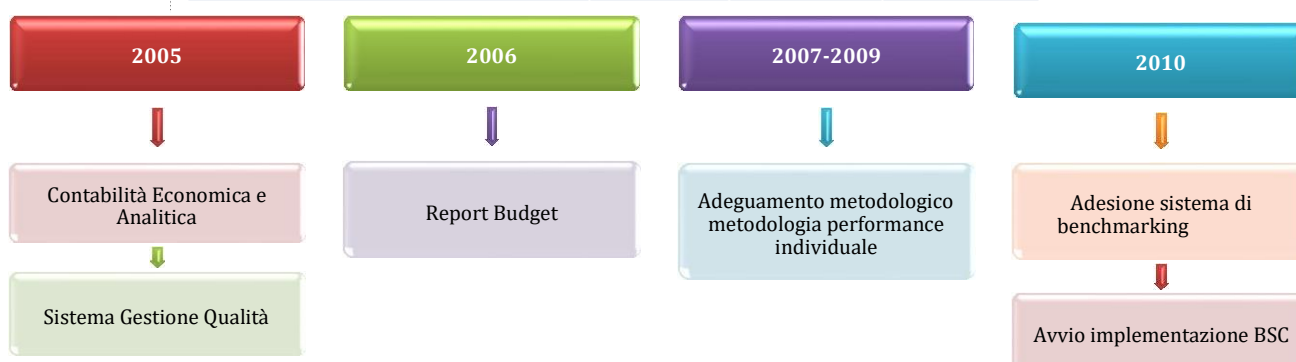 2005
Contabilità Economica e
Analitica
Sistema Gestione Qualità
2006
Report Budget
2007-2009
Adeguamento metodologico
metodologia performance
individuale
2010
Adesione sistema di
benchmarking
Avvio implementazione BSC